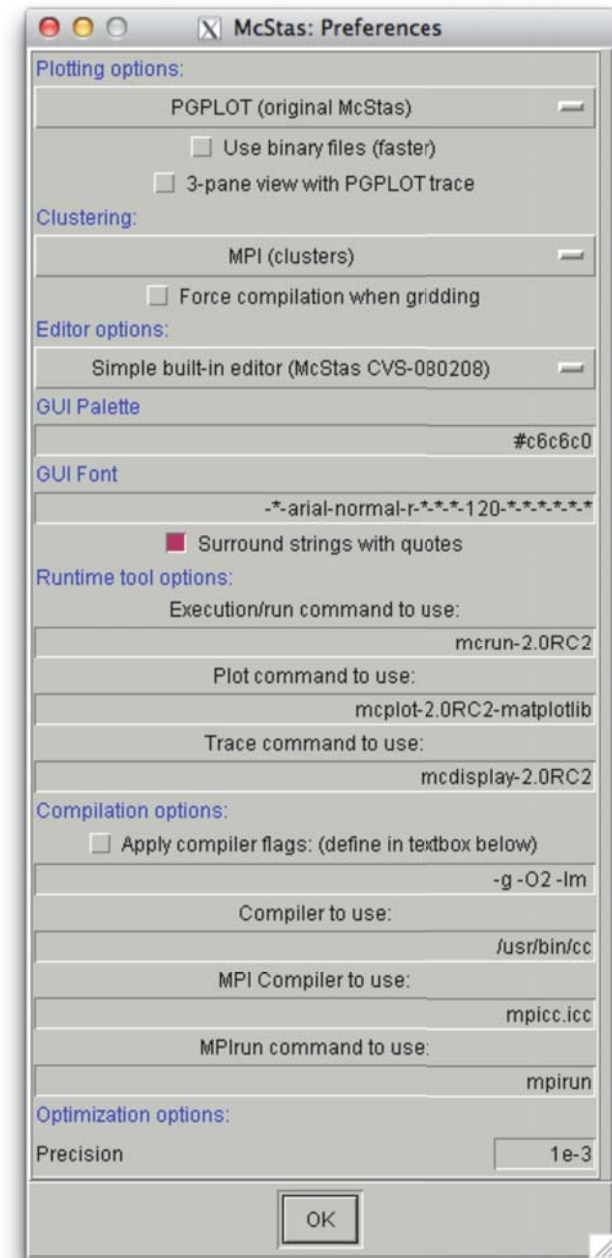 McStas: Preferences
Plotting options:
PGPLOT (original McStas)
Use binary files (faster)
3-pane view with PGPLOT trace
Clustering:
MPI (clusters)
Force compilation when gridding
Editor options:
Simple built-in editor (McStas CVS-080208)
GUI Palette
#c6c6c0
GUI Font
-*-arial-normal-r-*-*-*-120-*-*-*-*-*-*
Surround strings with quotes
Runtime tool options:
Execution/run command to use:
mcrun-2.0RC2
Plot command to use:
mcplot-2.0RC2-matplotlib
Trace command to use:
mcdisplay-2.0RC2
Compilation options:
Apply compiler flags: (define in textbox below)
-g -O2 -lm
Compiler to use:
/usr/bin/cc
MPI Compiler to use:
mpicc.icc
MPIrun command to use:
mpirun
Optimization options:
Precision 1e-3
OK